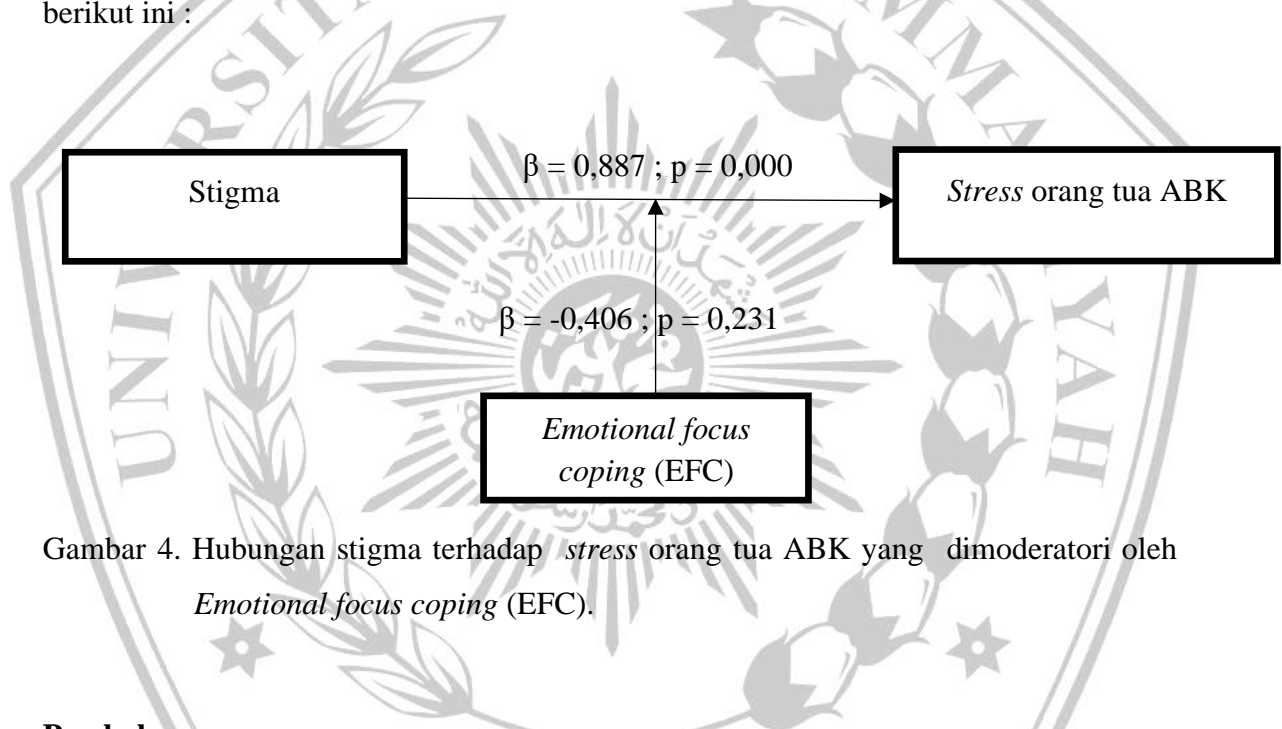 berikut ini :
β = 0,887 ; p = 0,000
Stigma
Stress orang tua ABK
β = -0,406 ; p = 0,231
Emotional focus
coping (EFC)
Gambar 4. Hubungan stigma terhadap stress orang tua ABK yang dimoderatori oleh
Emotional focus coping (EFC).